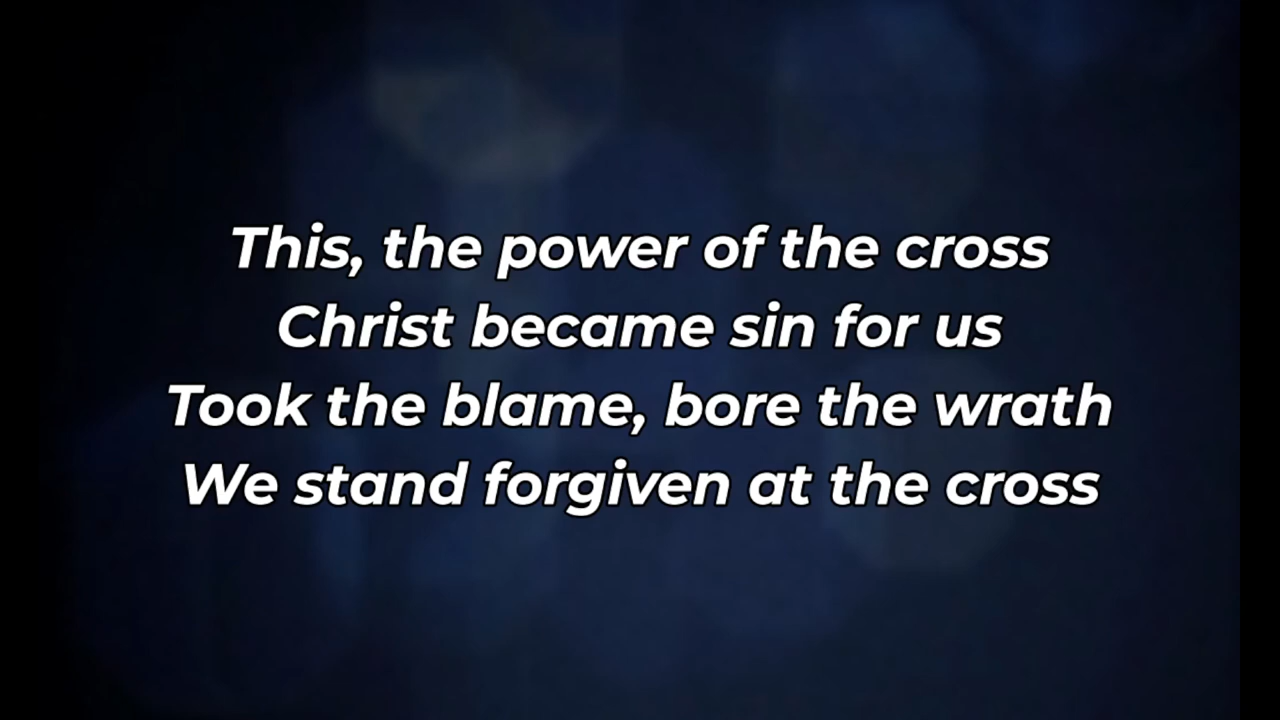 This, the power of the cross
Christ became sin for us
Took the blame, bore the wrath
We stand forgiven at the cross